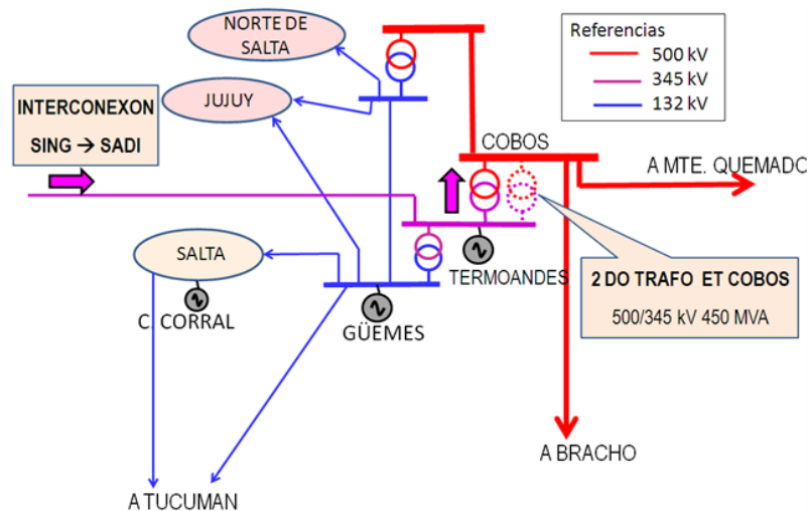 NORTE DE
SALTA
JUJUY
INTERCONEXON
SING → SADI
Referencias
500 kV
345 kV
132 kV
COBOS
A MTE. QUEMADO
SALTA
TERMOANDES
C. CORRAL
GÜEMES
2 DO TRAFO ET COBOS
500/345 kV 450 MVA
A BRACHO
A TUCUMAN